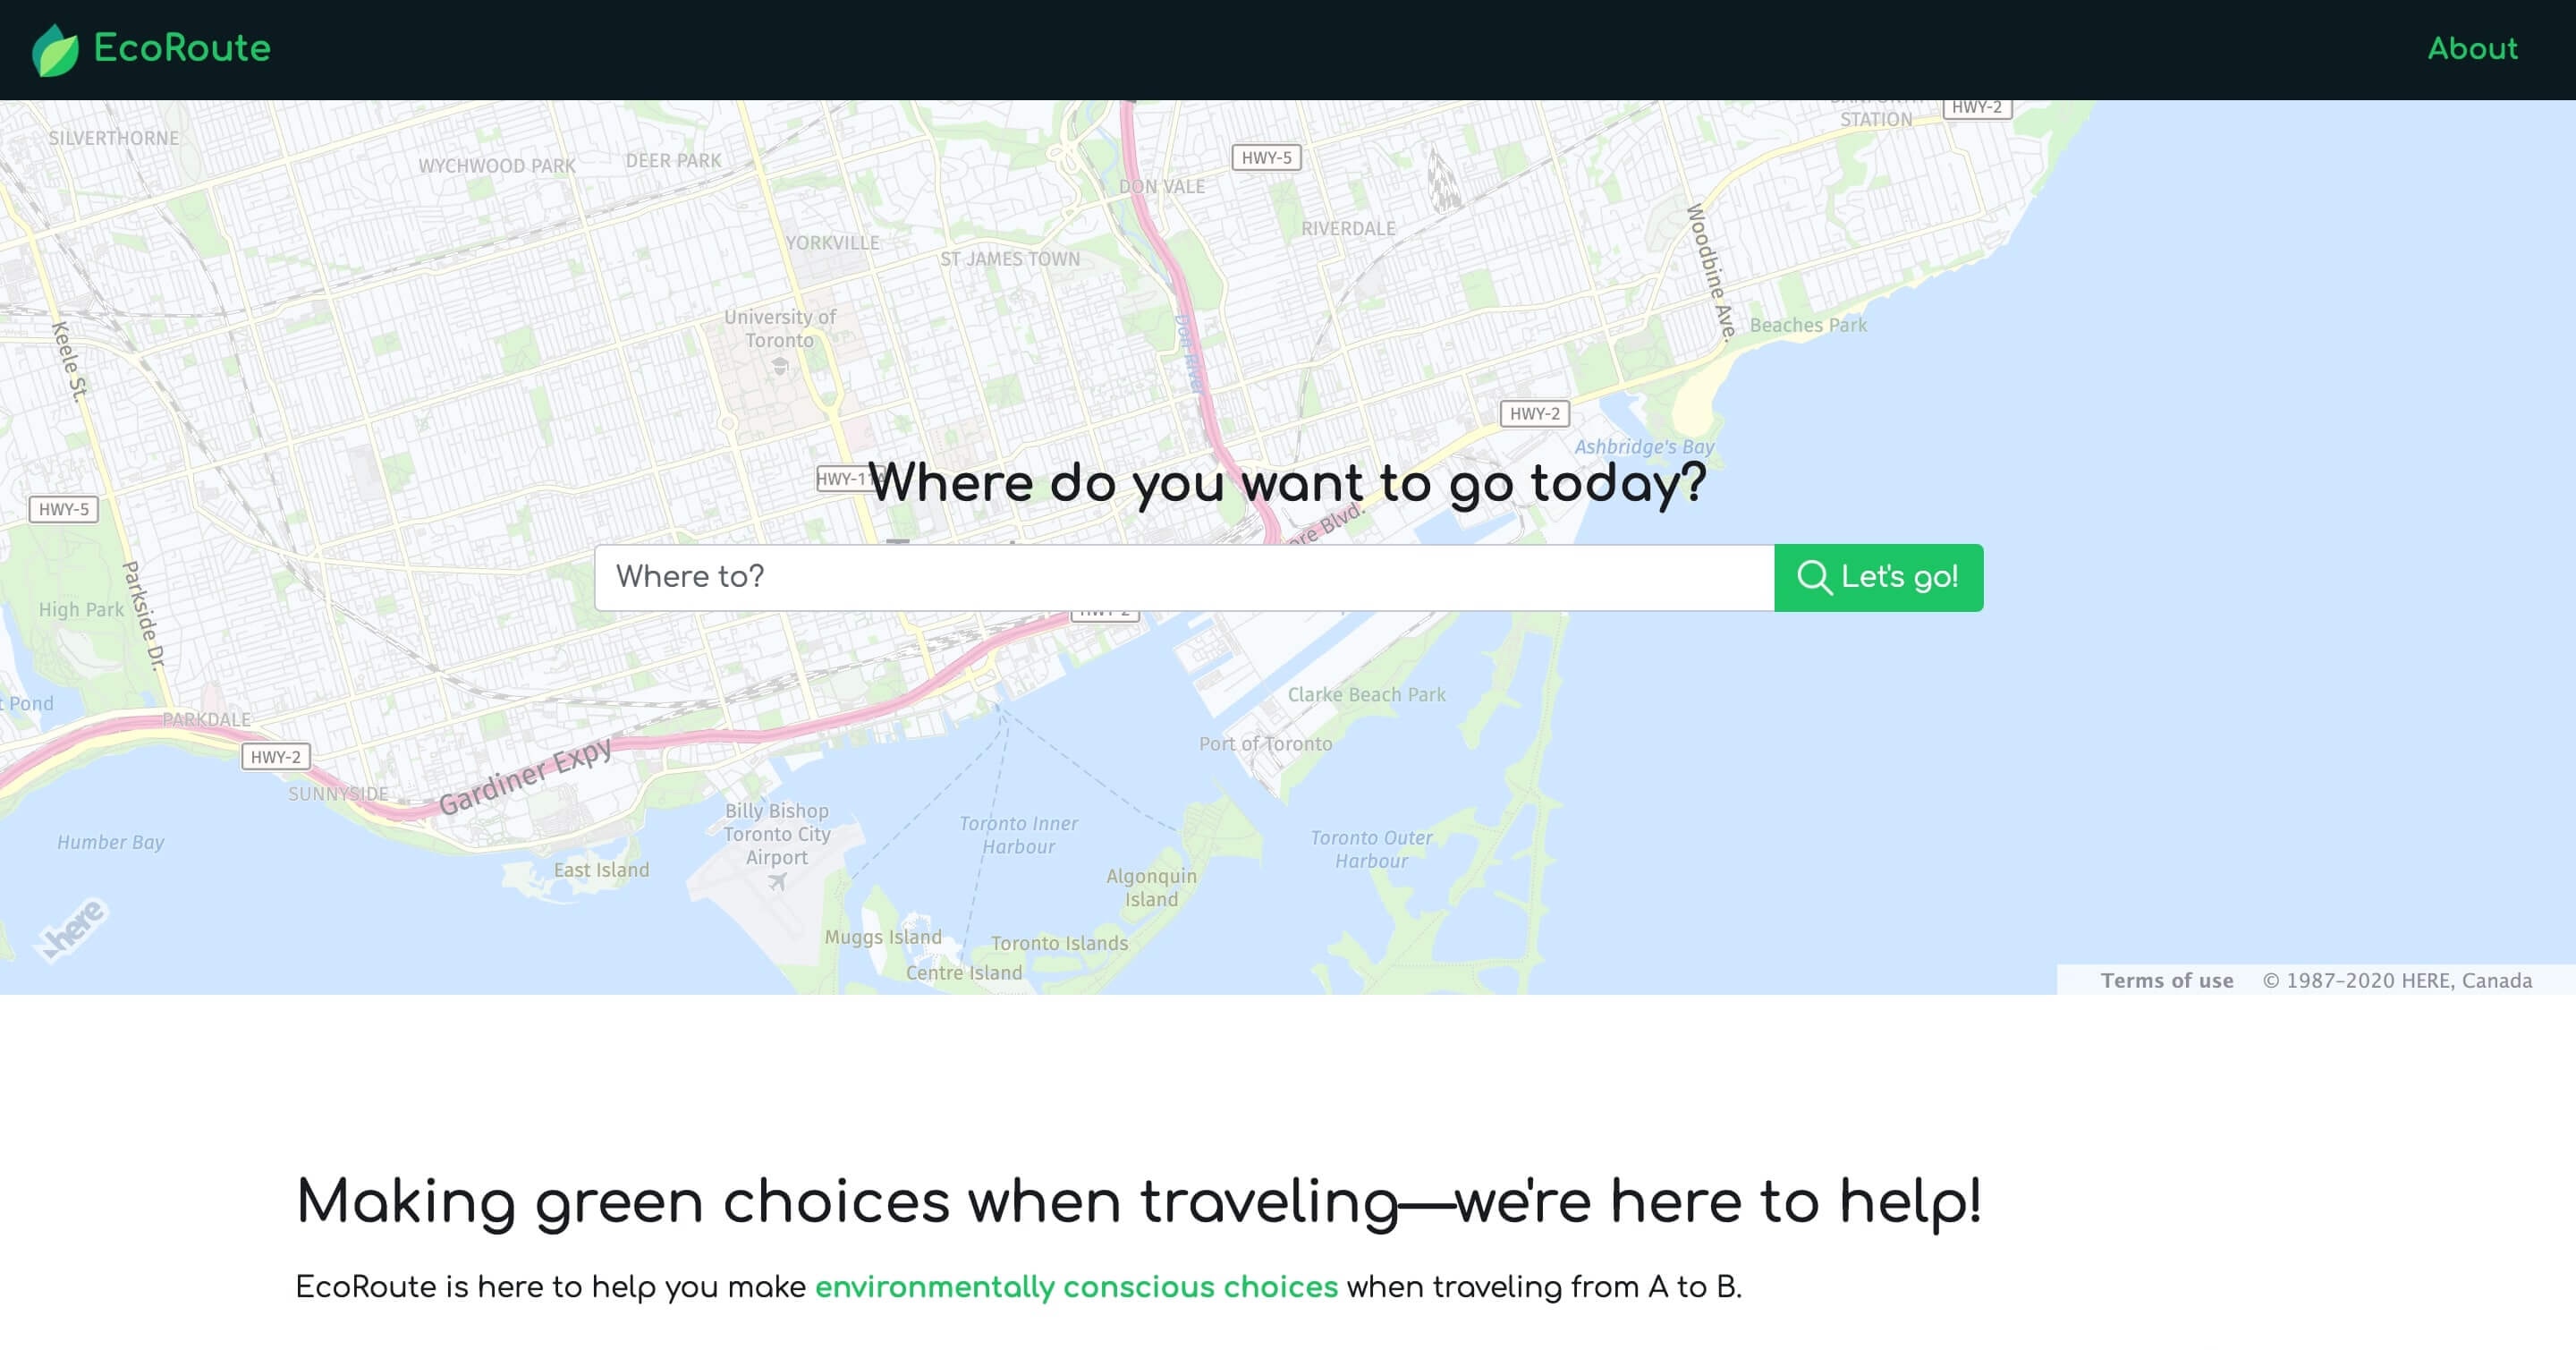 EcoRoute
About
SILVERTHORNE
WYCHWOOD PARK
DEER PARK
HWY-5
DON VALE
STATION
HWY-2
YORKVILLE
ST JAMES TOWN
RIVERDALE
Woodbine Ave.
University of
Toronto
Keele St.
Don River
Beaches Park
HWY-2
Ashbridge's Bay
Where do you want to go today?
HWY-5
Where to?
Let's go!
High Park
Parkside Dr.
HWY-2
Pond
PARKDALE
HWY-2
Clarke Beach Park
Port of Toronto
Gardiner Expy
SUNNYSIDE
Humber Bay
Billy Bishop
Toronto City
Airport
Toronto Inner
Harbour
Toronto Outer
Harbour
East Island
Algonquin
Island
here
Muggs Island
Toronto Islands
Centre Island
Terms of use
© 1987–2020 HERE, Canada
Making green choices when traveling—we're here to help!
EcoRoute is here to help you make environmentally conscious choices when traveling from A to B.